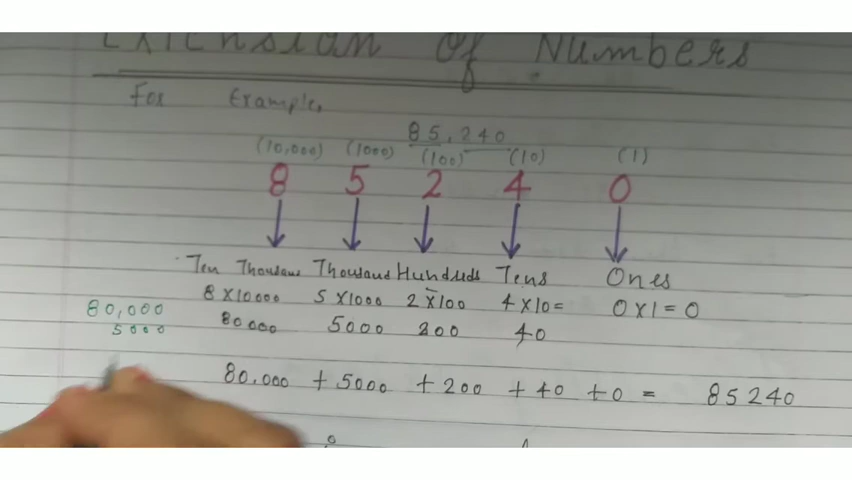 Extension Of Numbers
For Example,
85,240
(10,000) (1000) (100) (10) (1)
8 5 2 4 0
Ten Thousand Thousand Hundreds Tens Ones
8 X 10000 5 X 1000 2 X 100 4 X 10 = 0 X 1 = 0
80,000 80000 5000 200 40
5000
80,000 + 5000 + 200 + 40 + 0 = 85240